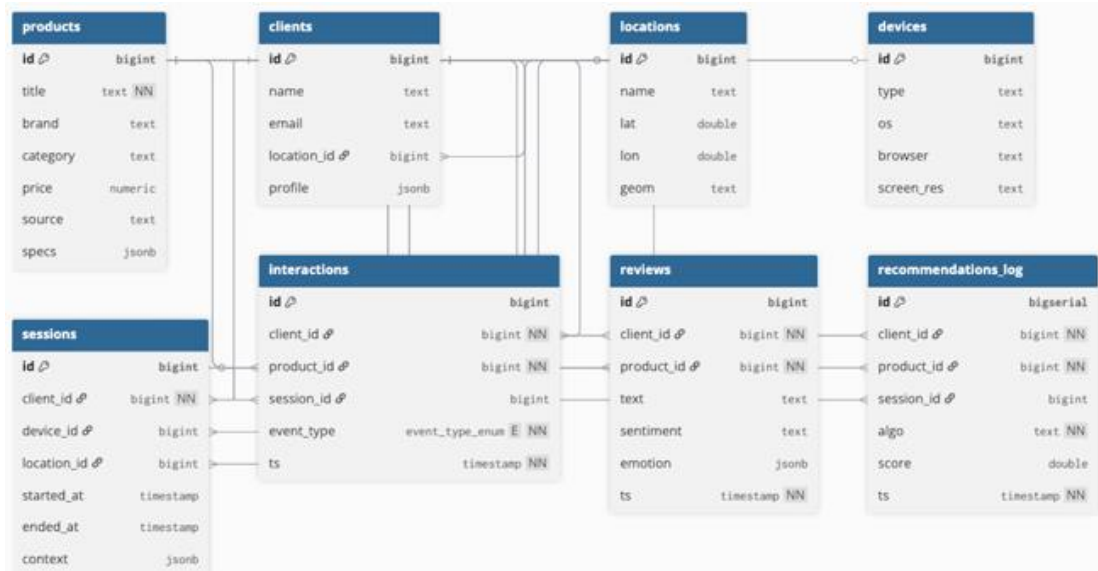 products
id bigint
title text NN
brand text
category text
price numeric
source text
specs jsonb
clients
id bigint
name text
email text
location_id bigint
profile jsonb
locations
id bigint
name text
lat double
lon double
geom text
devices
id bigint
type text
os text
browser text
screen_res text
sessions
id bigint
client_id bigint NN
device_id bigint
location_id bigint
started_at timestamp
ended_at timestamp
context jsonb
interactions
id bigint
client_id bigint NN
product_id bigint NN
session_id bigint
event_type event_type_enum E NN
ts timestamp NN
reviews
id bigint
client_id bigint NN
product_id bigint NN
text text
sentiment text
emotion jsonb
ts timestamp NN
recommendations_log
id bigserial
client_id bigint NN
product_id bigint NN
session_id bigint
algo text NN
score double
ts timestamp NN